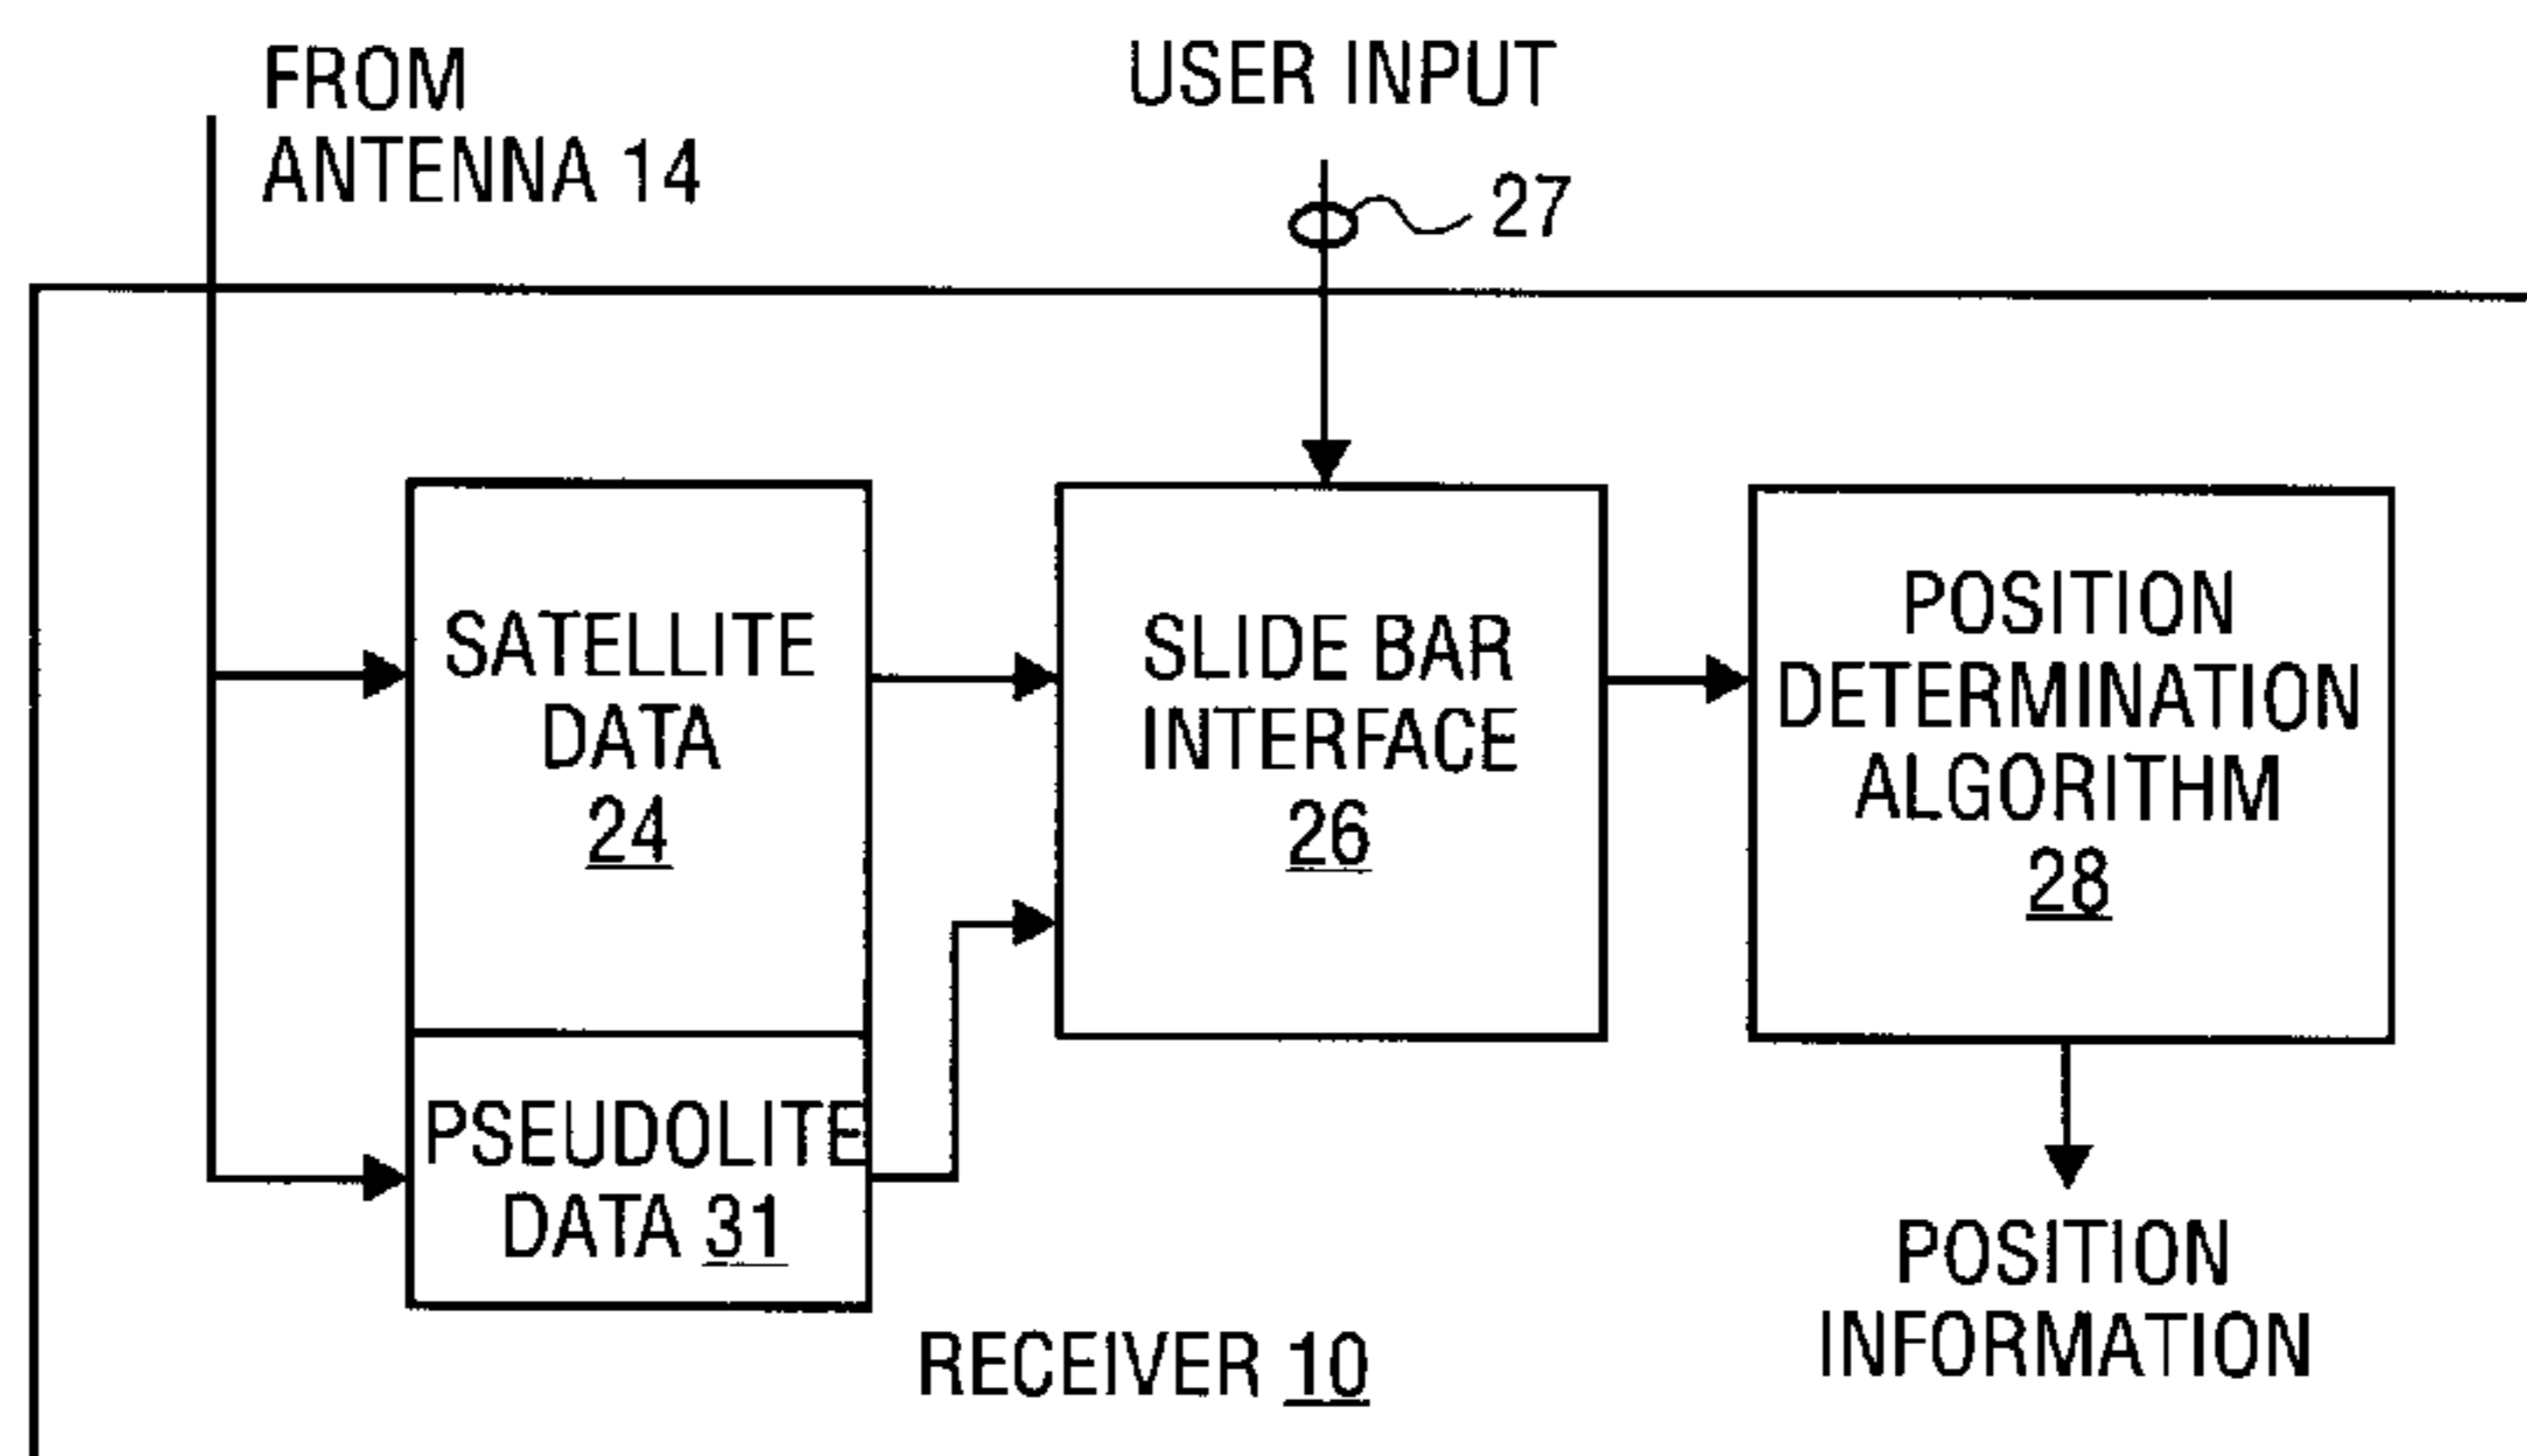 FROM
ANTENNA 14
USER INPUT
27
SATELLITE
DATA
24
PSEUDOLITE
DATA 31
SLIDE BAR
INTERFACE
26
POSITION
DETERMINATION
ALGORITHM
28
POSITION
INFORMATION
RECEIVER 10